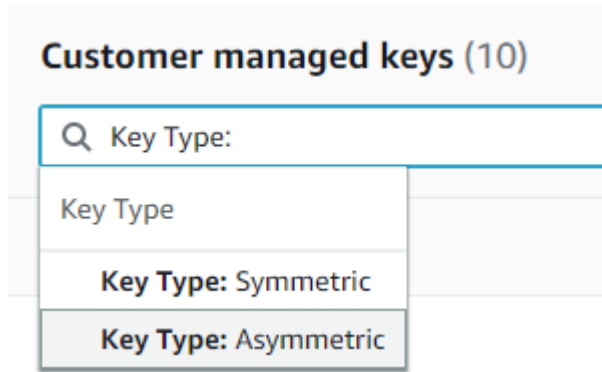 Customer managed keys (10)
Key Type:
Key Type
Key Type: Symmetric
Key Type: Asymmetric